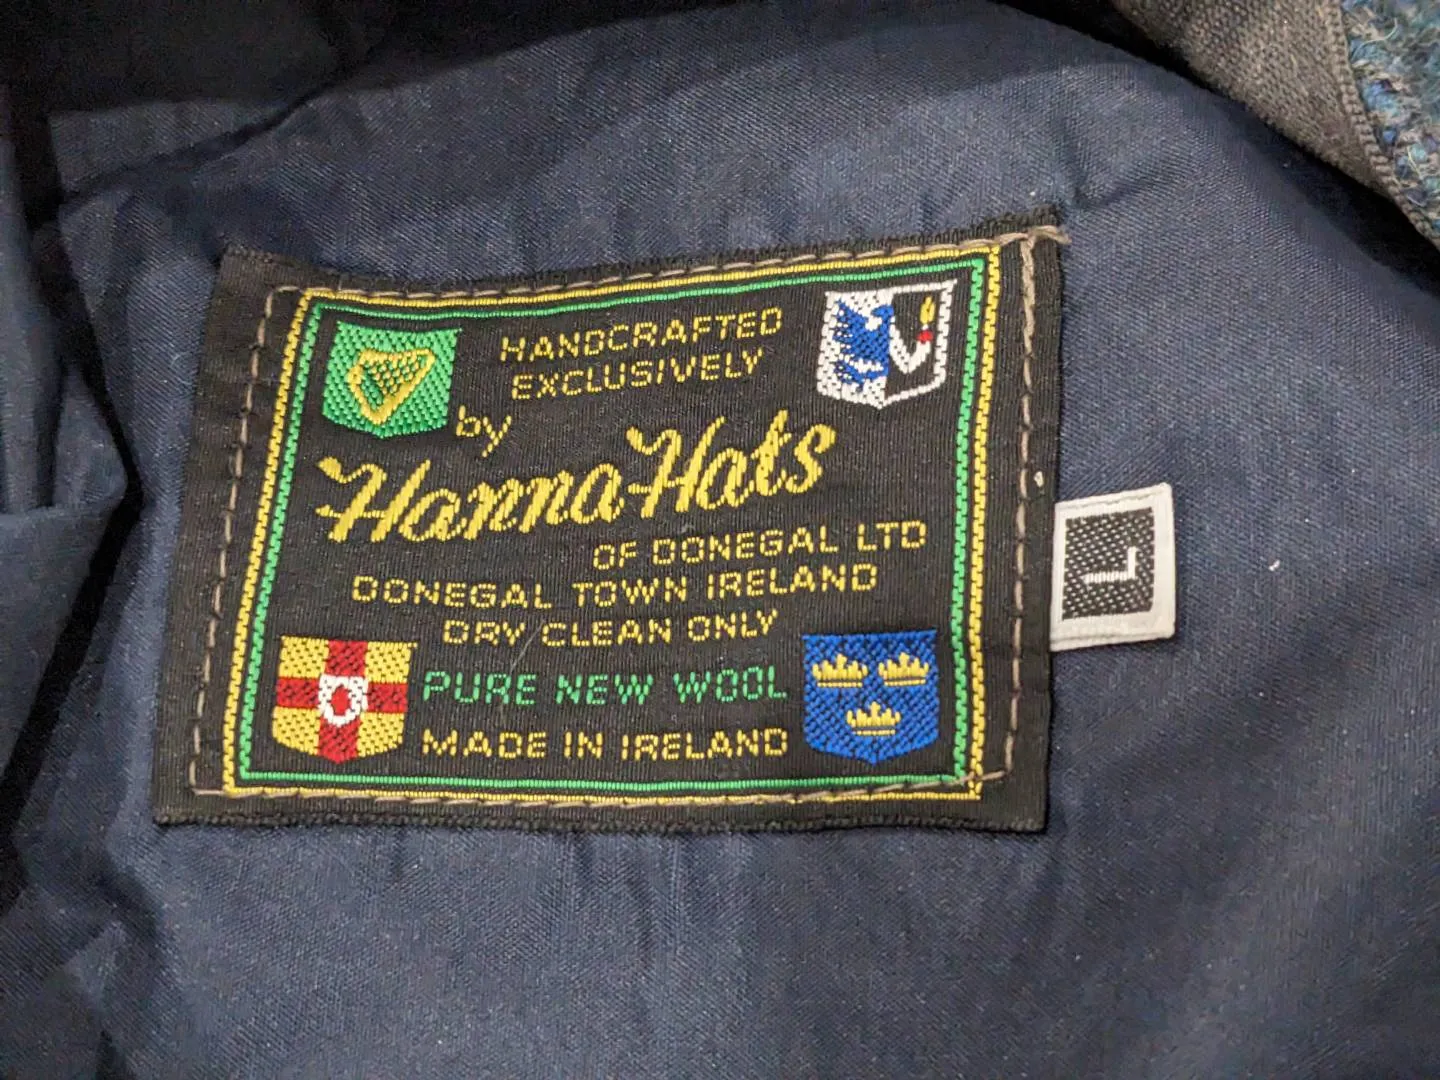 HANDCRAFTED
EXCLUSIVELY
by
Hanna Hats
OF DONEGAL LTD
DONEGAL TOWN IRELAND
DRY CLEAN ONLY
PURE NEW WOOL
MADE IN IRELAND
L